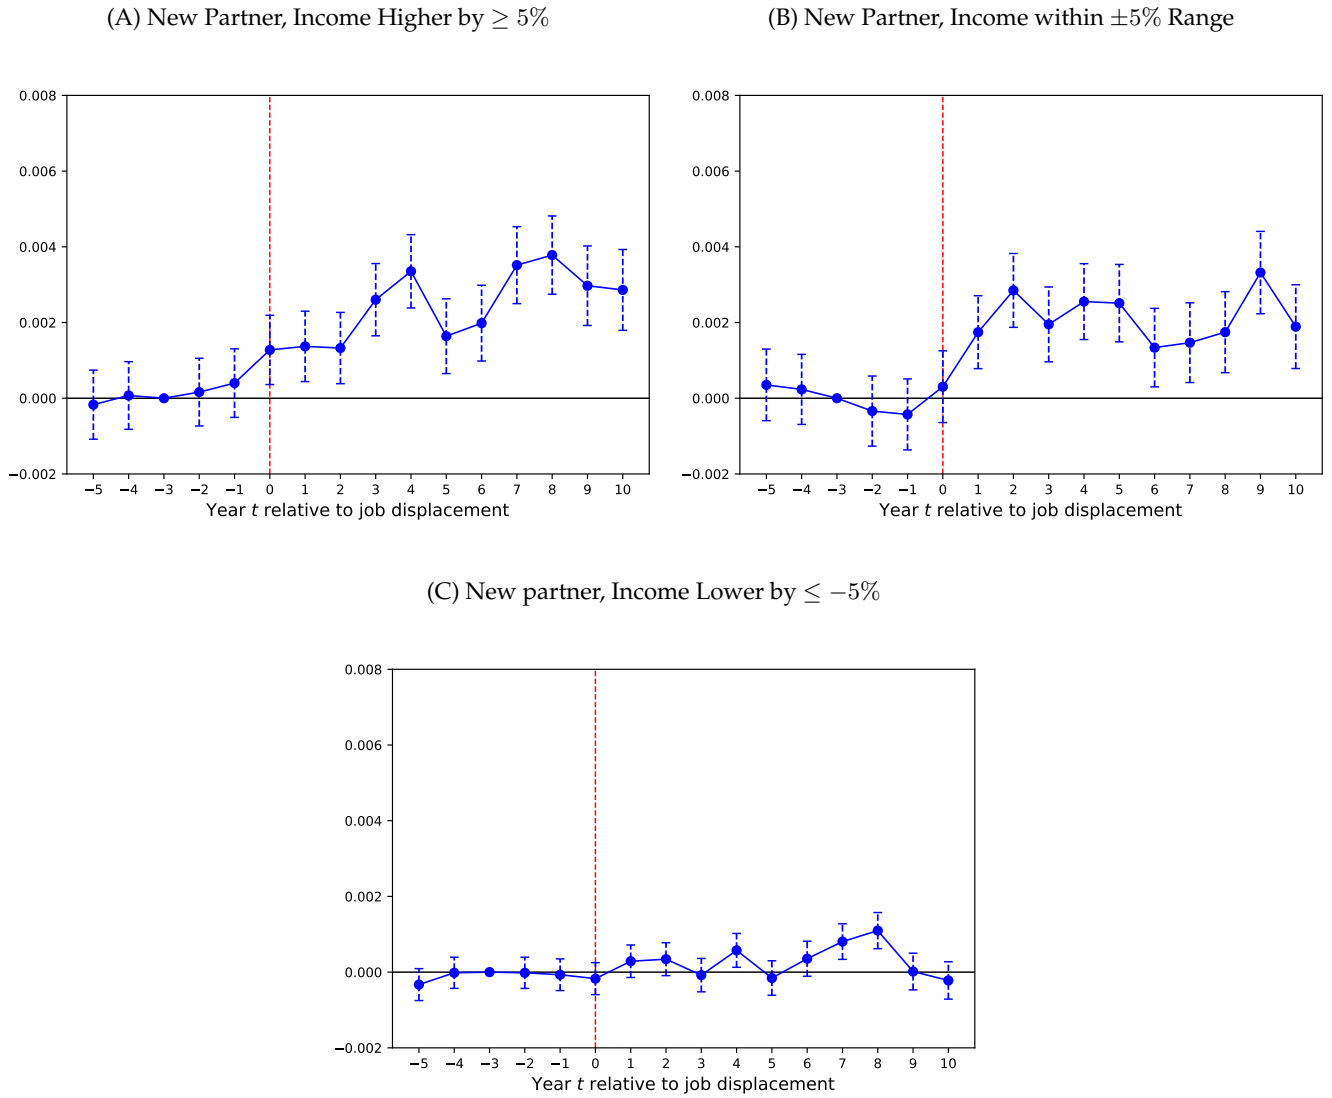 (A) New Partner, Income Higher by ≥ 5%
0.008
0.006
0.004
0.002
0.000
−0.002
−5 −4 −3 −2 −1 0 1 2 3 4 5 6 7 8 9 10
Year t relative to job displacement
(B) New Partner, Income within ±5% Range
0.008
0.006
0.004
0.002
0.000
−0.002
−5 −4 −3 −2 −1 0 1 2 3 4 5 6 7 8 9 10
Year t relative to job displacement
(C) New partner, Income Lower by ≤ −5%
0.008
0.006
0.004
0.002
0.000
−0.002
−5 −4 −3 −2 −1 0 1 2 3 4 5 6 7 8 9 10
Year t relative to job displacement